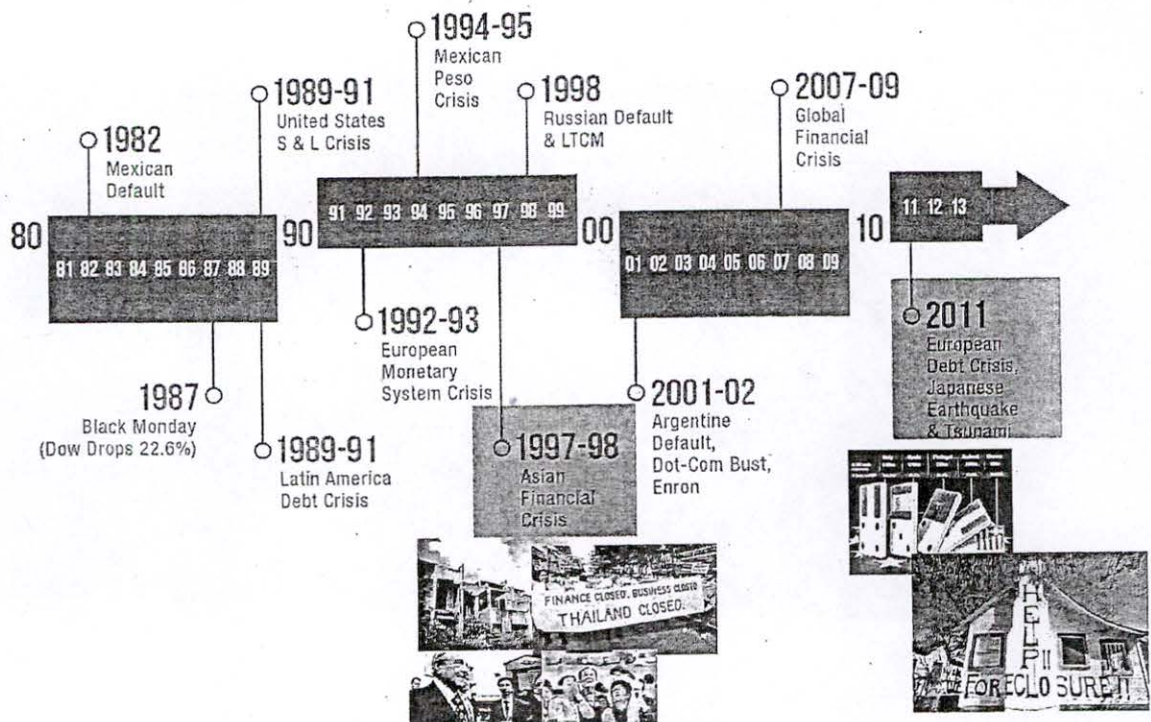 1994-95
Mexican
Peso
Crisis
1989-91
United States
S & L Crisis
1998
Russian Default
& LTCM
2007-09
Global
Financial
Crisis
1982
Mexican
Default
80
81 82 83 84 85 86 87 88 89
90
91 92 93 94 95 96 97 98 99
00
01 02 03 04 05 06 07 08 09
10
11 12 13
1992-93
European
Monetary
System Crisis
2011
European
Debt Crisis,
Japanese
Earthquake
& Tsunami
1987
Black Monday
(Dow Drops 22.6%)
1989-91
Latin America
Debt Crisis
1997-98
Asian
Financial
Crisis
2001-02
Argentine
Default,
Dot-Com Bust,
Enron
FINANCE CLOSED. BUSINESS CLOSED
THAILAND CLOSED.
HELP!!
FORECLOSURE!!